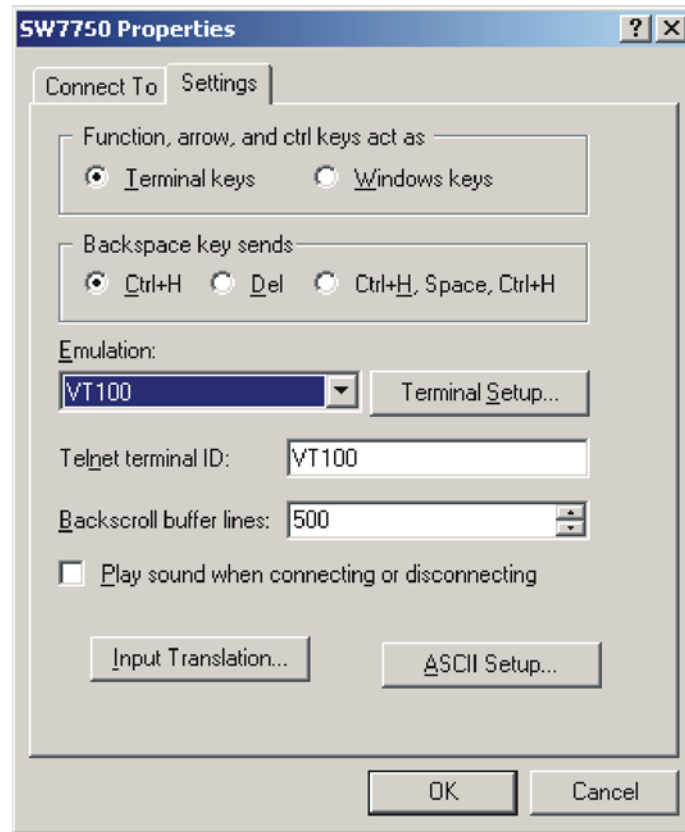 SW7750 Properties
Connect To Settings
Function, arrow, and ctrl keys act as
Terminal keys Windows keys
Backspace key sends
Ctrl+H Del Ctrl+H, Space, Ctrl+H
Emulation:
VT100 Terminal Setup...
Telnet terminal ID: VT100
Backscroll buffer lines: 500
Play sound when connecting or disconnecting
Input Translation... ASCII Setup...
OK Cancel